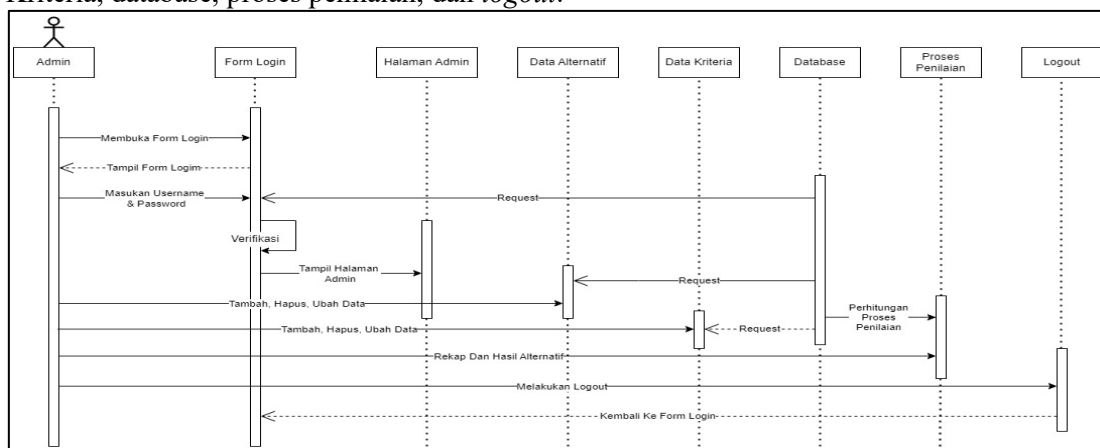 Kriteria, database, proses penilaian, dan logout.
Admin
Form Login
Halaman Admin
Data Alternatif
Data Kriteria
Database
Proses
Penilaian
Logout
Membuka Form Login
Tampil Form Logim
Masukan Username
& Password
Request
Verifikasi
Tampil Halaman
Admin
Request
Tambah, Hapus, Ubah Data
Perhitungan
Proses
Penilaian
Tambah, Hapus, Ubah Data
Request
Rekap Dan Hasil Alternatif
Melakukan Logout
Kembali Ke Form Login